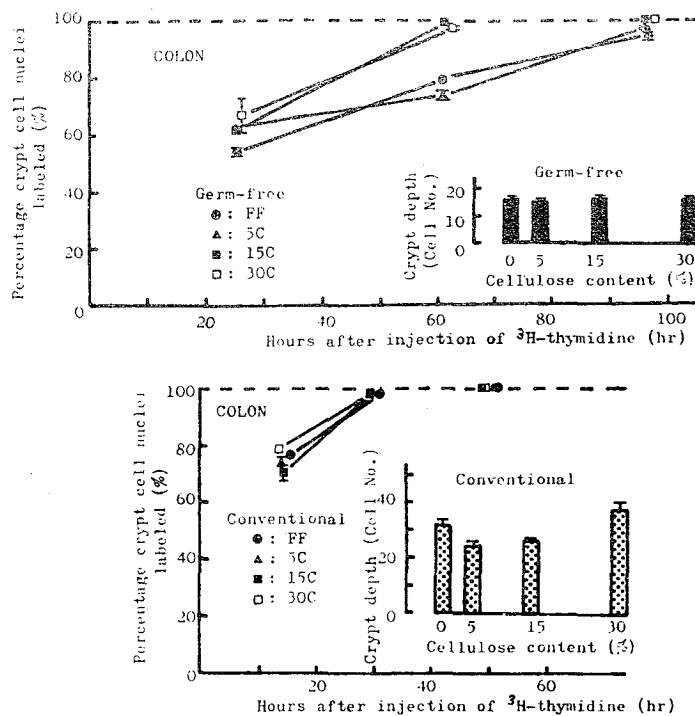 100
80
60
40
20
0
Percentage crypt cell nuclei
labeled (%)
COLON
Germ-free
: FF
: 5C
: 15C
: 30C
Germ-free
Crypt depth
(Cell No.)
20
10
0
0 5 15 30
Cellulose content (%)
20 40 60 80 100
Hours after injection of ³H-thymidine (hr)
100
80
60
40
20
0
Percentage crypt cell nuclei
labeled (%)
COLON
Conventional
: FF
: 5C
: 15C
: 30C
Conventional
Crypt depth (Cell No.)
40
20
0
0 5 15 30
Cellulose content (%)
20 40 60
Hours after injection of ³H-thymidine (hr)